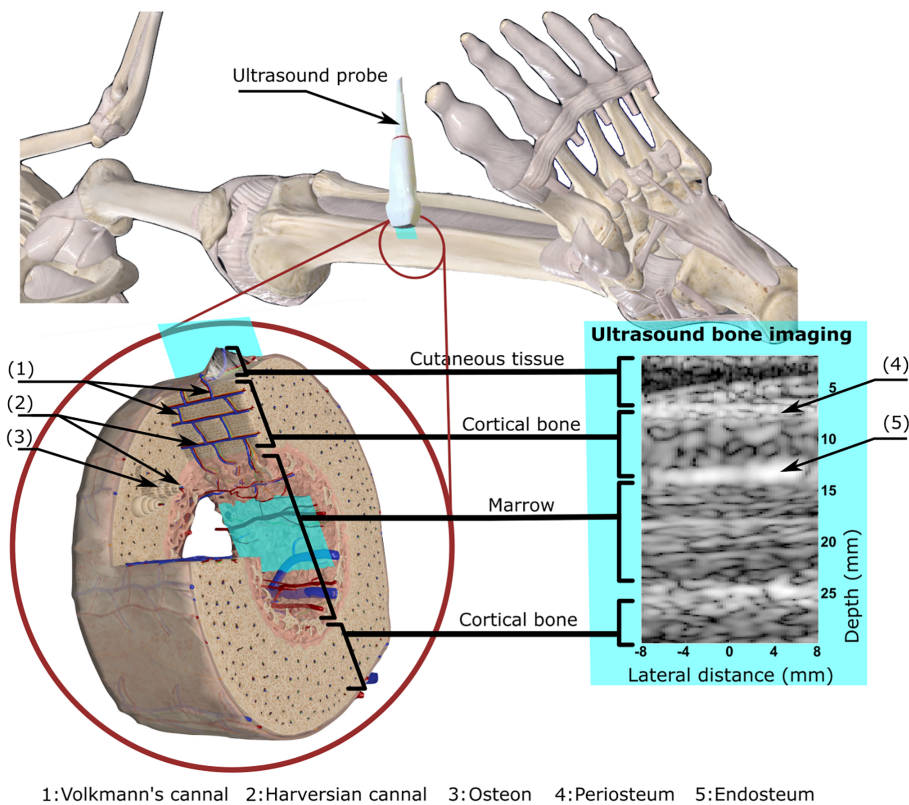 Ultrasound probe
Ultrasound bone imaging
(1)
(2)
(3)
Cutaneous tissue
Cortical bone
Marrow
Cortical bone
(4)
(5)
5
10
15
20
25
Depth (mm)
-8 -4 0 4 8
Lateral distance (mm)
1:Volkmann's cannal 2:Harversian cannal 3:Osteon 4:Periosteum 5:Endosteum